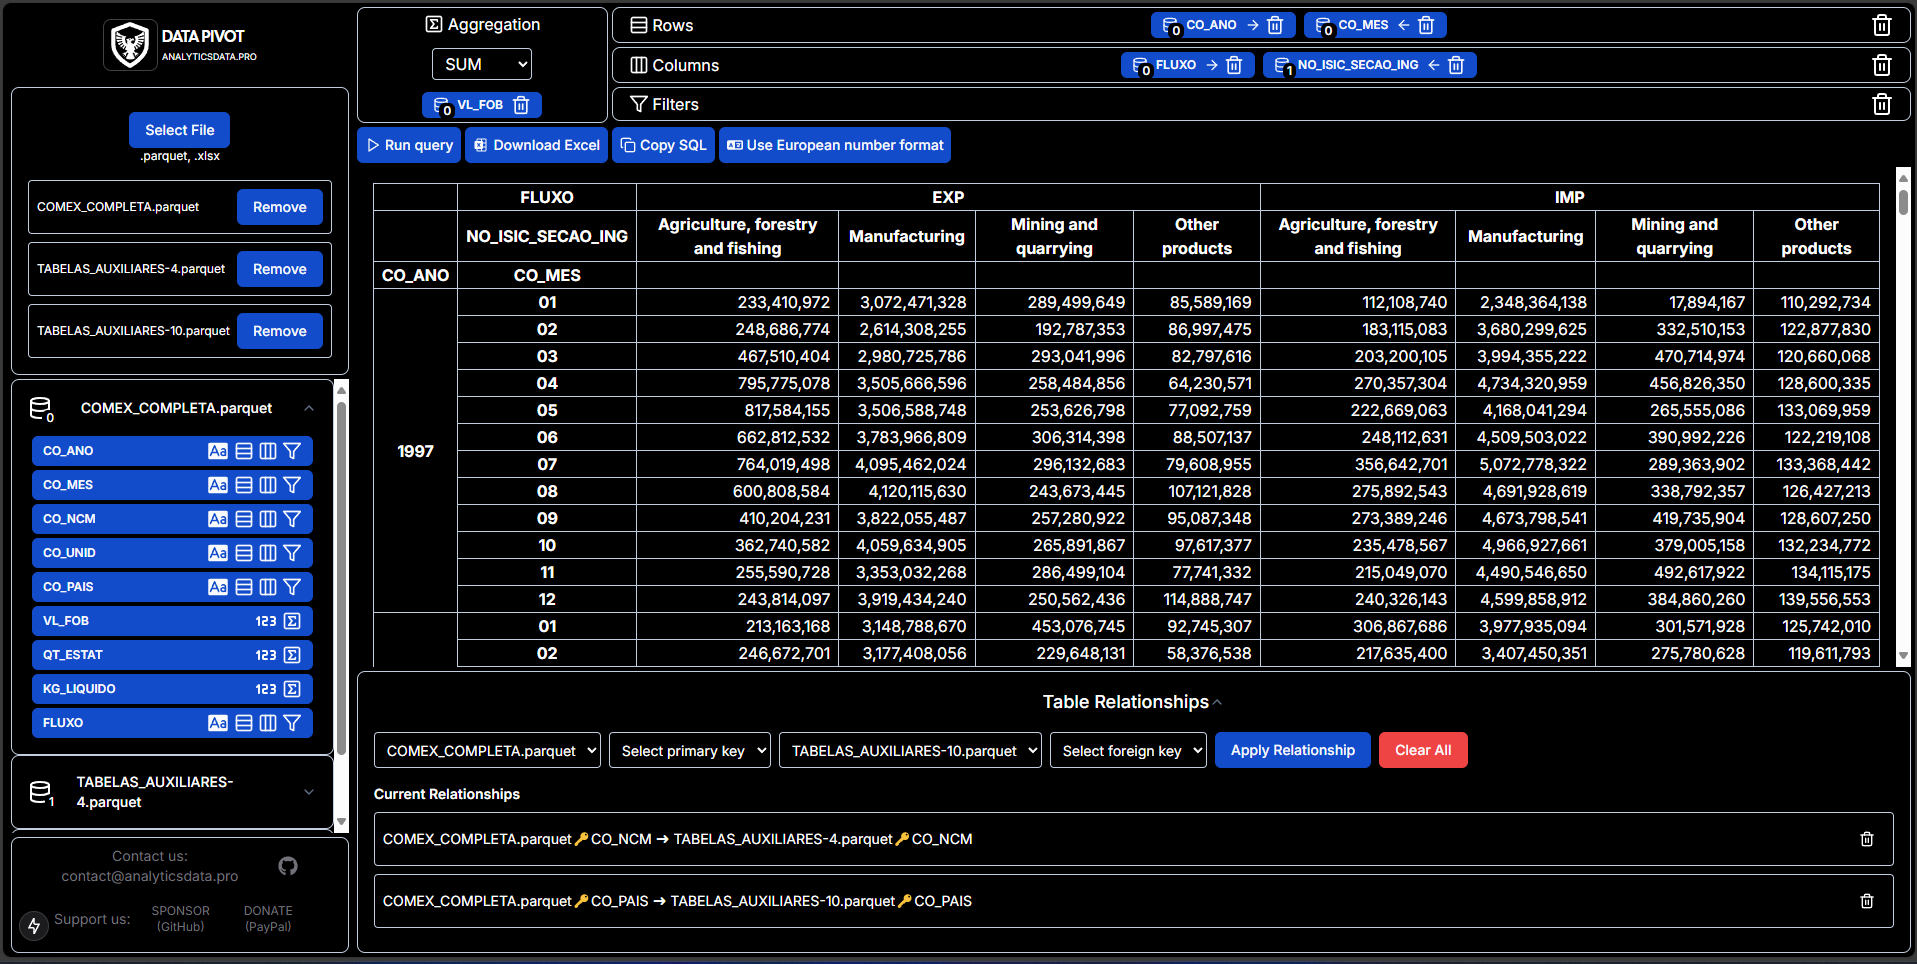 DATA PIVOT
ANALYTICSDATA.PRO
Select File
.parquet, .xlsx
COMEX_COMPLETA.parquet Remove
TABELAS_AUXILIARES-4.parquet Remove
TABELAS_AUXILIARES-10.parquet Remove
0 COMEX_COMPLETA.parquet
CO_ANO Aa
CO_MES Aa
CO_NCM Aa
CO_UNID Aa
CO_PAIS Aa
VL_FOB 123
QT_ESTAT 123
KG_LIQUIDO 123
FLUXO Aa
1 TABELAS_AUXILIARES-
4.parquet
Contact us:
contact@analyticsdata.pro
Support us:
SPONSOR
(GitHub)
DONATE
(PayPal)
Aggregation
SUM
0 VL_FOB
Rows 0 CO_ANO → 0 CO_MES ←
Columns 0 FLUXO → 1 NO_ISIC_SECAO_ING ←
Filters
Run query Download Excel Copy SQL Use European number format
FLUXO EXP IMP
NO_ISIC_SECAO_ING Agriculture, forestry and fishing Manufacturing Mining and quarrying Other products Agriculture, forestry and fishing Manufacturing Mining and quarrying Other products
CO_ANO CO_MES
1997
01 233,410,972 3,072,471,328 289,499,649 85,589,169 112,108,740 2,348,364,138 17,894,167 110,292,734
02 248,686,774 2,614,308,255 192,787,353 86,997,475 183,115,083 3,680,299,625 332,510,153 122,877,830
03 467,510,404 2,980,725,786 293,041,996 82,797,616 203,200,105 3,994,355,222 470,714,974 120,660,068
04 795,775,078 3,505,666,596 258,484,856 64,230,571 270,357,304 4,734,320,959 456,826,350 128,600,335
05 817,584,155 3,506,588,748 253,626,798 77,092,759 222,669,063 4,168,041,294 265,555,086 133,069,959
06 662,812,532 3,783,966,809 306,314,398 88,507,137 248,112,631 4,509,503,022 390,992,226 122,219,108
07 764,019,498 4,095,462,024 296,132,683 79,608,955 356,642,701 5,072,778,322 289,363,902 133,368,442
08 600,808,584 4,120,115,630 243,673,445 107,121,828 275,892,543 4,691,928,619 338,792,357 126,427,213
09 410,204,231 3,822,055,487 257,280,922 95,087,348 273,389,246 4,673,798,541 419,735,904 128,607,250
10 362,740,582 4,059,634,905 265,891,867 97,617,377 235,478,567 4,966,927,661 379,005,158 132,234,772
11 255,590,728 3,353,032,268 286,499,104 77,741,332 215,049,070 4,490,546,650 492,617,922 134,115,175
12 243,814,097 3,919,434,240 250,562,436 114,888,747 240,326,143 4,599,858,912 384,860,260 139,556,553
01 213,163,168 3,148,788,670 453,076,745 92,745,307 306,867,686 3,977,935,094 301,571,928 125,742,010
02 246,672,701 3,177,408,056 229,648,131 58,376,538 217,635,400 3,407,450,351 275,780,628 119,611,793
Table Relationships
COMEX_COMPLETA.parquet Select primary key TABELAS_AUXILIARES-10.parquet Select foreign key Apply Relationship Clear All
Current Relationships
COMEX_COMPLETA.parquet🔑CO_NCM ➜ TABELAS_AUXILIARES-4.parquet🔑CO_NCM
COMEX_COMPLETA.parquet🔑CO_PAIS ➜ TABELAS_AUXILIARES-10.parquet🔑CO_PAIS